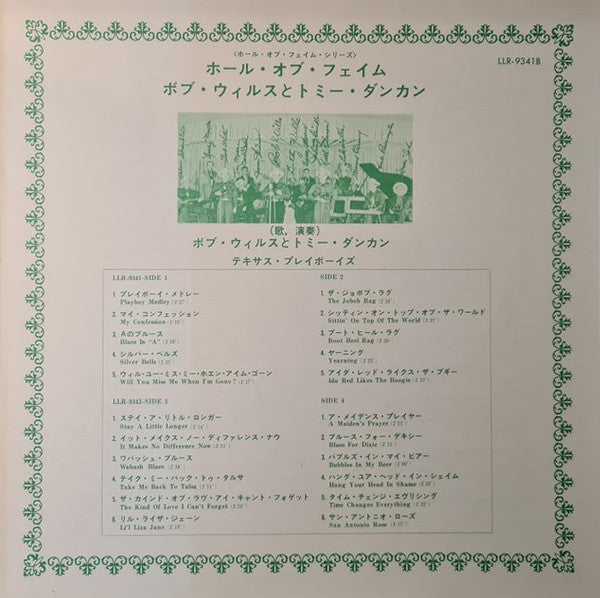 〈ホール・オブ・フェイム・シリーズ〉
LLR-9341B
ホール・オブ・フェイム
ボブ・ウィルスとトミー・ダンカン
(歌，演奏)
ボブ・ウィルスとトミー・ダンカン
テキサス・プレイボーイズ
LLR-9341-SIDE 1
1. プレイボーイ・メドレー
Playboy Medley
2. マイ・コンフェッション
My Confession
3. Aのブルース
Blues In "A"
4. シルバー・ベルズ
Silver Bells
5. ウィル・ユー・ミス・ミー・ホエン・アイム・ゴーン
Will You Miss Me When I'm Gone?
SIDE 2
1. ザ・ジョボブ・ラグ
The Jobob Rag
2. シッティン・オン・トップ・オブ・ザ・ワールド
Sittin' On Top Of The World
3. ブート・ヒール・ラグ
Boot Heel Rag
4. ヤーニング
Yearning
5. アイダ・レッド・ライクス・ザ・ブギー
Ida Red Likes The Boogie
LLR-9342-SIDE 3
1. ステイ・ア・リトル・ロンガー
Stay A Little Longer
2. イット・メイクス・ノー・ディファレンス・ナウ
It Makes No Difference Now
3. ワバッシュ・ブルース
Wabash Blues
4. テイク・ミー・バック・トゥ・タルサ
Take Me Back To Tulsa
5. ザ・カインド・オブ・ラヴ・アイ・キャント・フォゲット
The Kind Of Love I Can't Forget
6. リル・ライザ・ジェーン
Li'l Liza Jane
SIDE 4
1. ア・メイデンス・プレイヤー
A Maiden's Prayer
2. ブルース・フォー・デキシー
Blues For Dixie
3. バブルズ・イン・マイ・ビアー
Bubbles In My Beer
4. ハング・ユア・ヘッド・イン・シェイム
Hang Your Head In Shame
5. タイム・チェンジ・エヴリシング
Time Changes Everything
6. サン・アントニオ・ローズ
San Antonio Rose